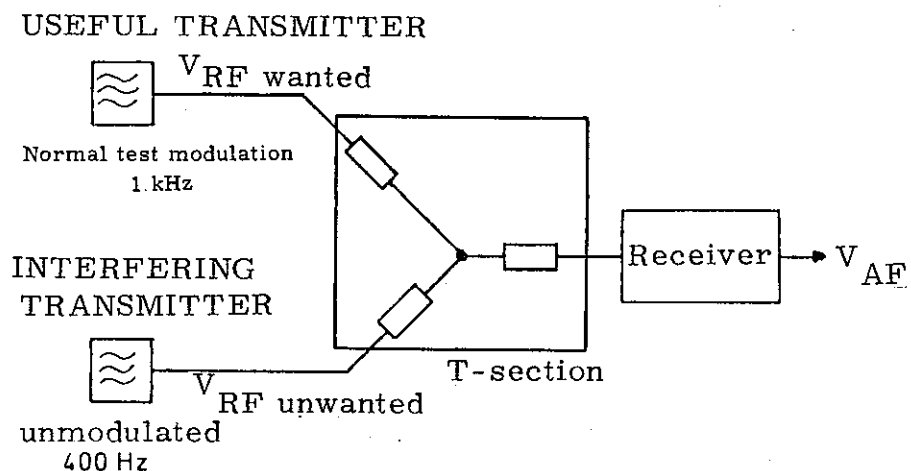 USEFUL TRANSMITTER
V RF wanted
Normal test modulation
1.kHz
INTERFERING
TRANSMITTER
V RF unwanted
unmodulated
400 Hz
T-section
Receiver
V AF